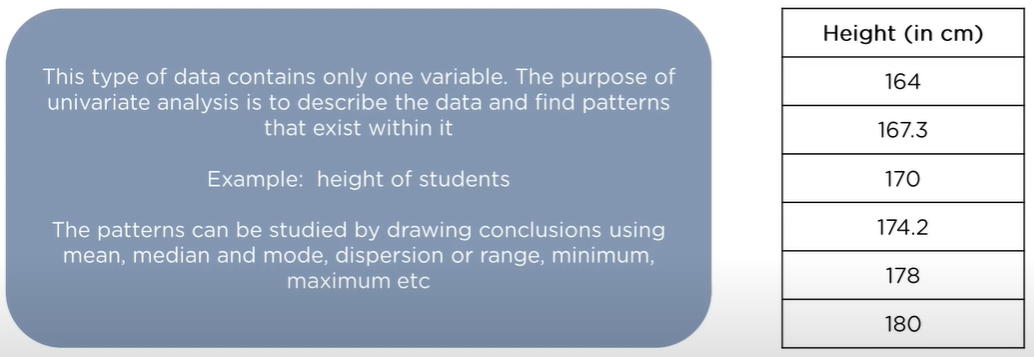 This type of data contains only one variable. The purpose of
univariate analysis is to describe the data and find patterns
that exist within it
Example: height of students
The patterns can be studied by drawing conclusions using
mean, median and mode, dispersion or range, minimum,
maximum etc
Height (in cm)
164
167.3
170
174.2
178
180